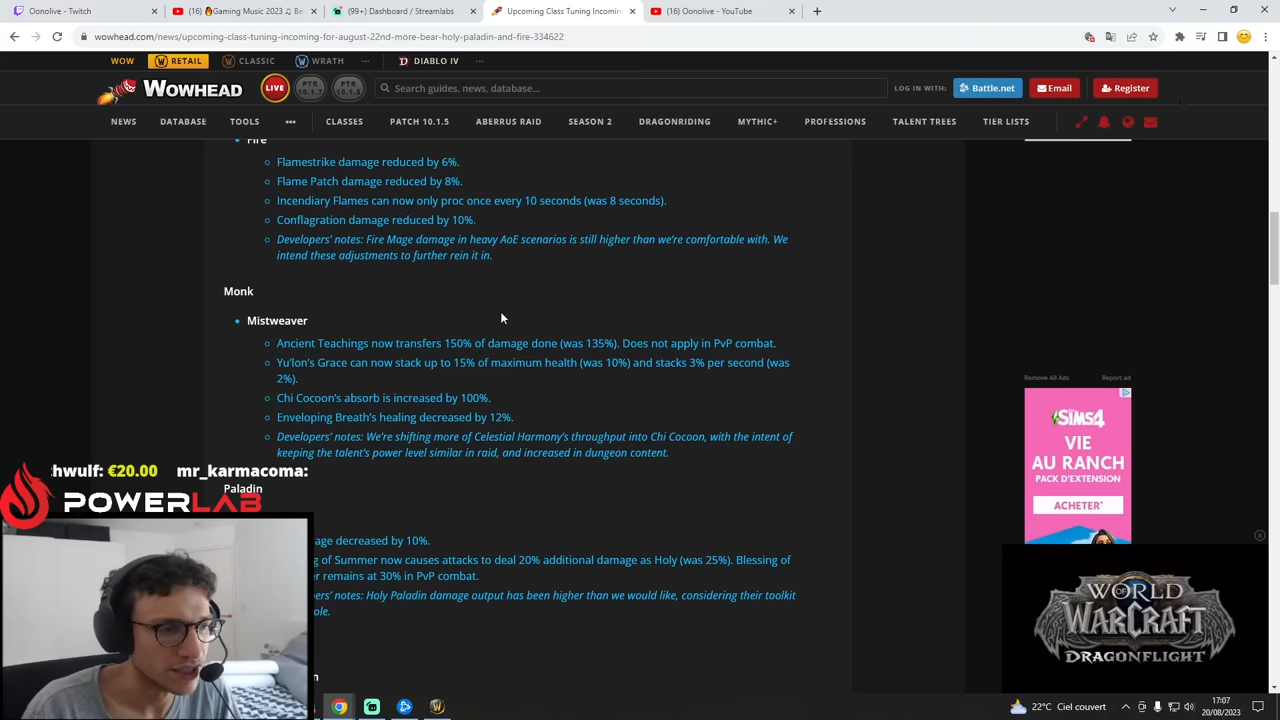 Twitch
(16) 🔥Gaming Music 2023 ♫ Be
(99+) Dashboard / Streamlabs
Upcoming Class Tuning Incomin
(16) Oonolive - YouTube
wowhead.com/news/upcoming-class-tuning-incoming-for-august-22nd-more-bear-holy-paladin-and-fire-334622
WOW RETAIL CLASSIC WRATH ... DIABLO IV ...
WOWHEAD LIVE PTR 10.1.7 Search guides, news, database... LOG IN WITH: Battle.net Email Register
NEWS DATABASE TOOLS ... CLASSES PATCH 10.1.5 ABERRUS RAID SEASON 2 DRAGONRIDING MYTHIC+ PROFESSIONS TALENT TREES TIER LISTS
Fire
Flamestrike damage reduced by 6%.
Flame Patch damage reduced by 8%.
Incendiary Flames can now only proc once every 10 seconds (was 8 seconds).
Conflagration damage reduced by 10%.
Developers' notes: Fire Mage damage in heavy AoE scenarios is still higher than we're comfortable with. We
intend these adjustments to further rein it in.
Monk
Mistweaver
Ancient Teachings now transfers 150% of damage done (was 135%). Does not apply in PvP combat.
Yu'lon's Grace can now stack up to 15% of maximum health (was 10%) and stacks 3% per second (was
2%).
Chi Cocoon's absorb is increased by 100%.
Enveloping Breath's healing decreased by 12%.
Developers' notes: We're shifting more of Celestial Harmony's throughput into Chi Cocoon, with the intent of
keeping the talent's power level similar in raid, and increased in dungeon content.
hwulf: €20.00 mr_karmacoma:
Paladin
POWERLAB
age decreased by 10%.
g of Summer now causes attacks to deal 20% additional damage as Holy (was 25%). Blessing of
er remains at 30% in PvP combat.
ers' notes: Holy Paladin damage output has been higher than we would like, considering their toolkit
ole.
n
Remove All Ads Report ad
The SIMS4
VIE
AU RANCH
PACK D'EXTENSION
ACHETER*
WORLD
OF
WARCRAFT
DRAGONFLIGHT
22°C Ciel couvert
17:07
20/08/2023